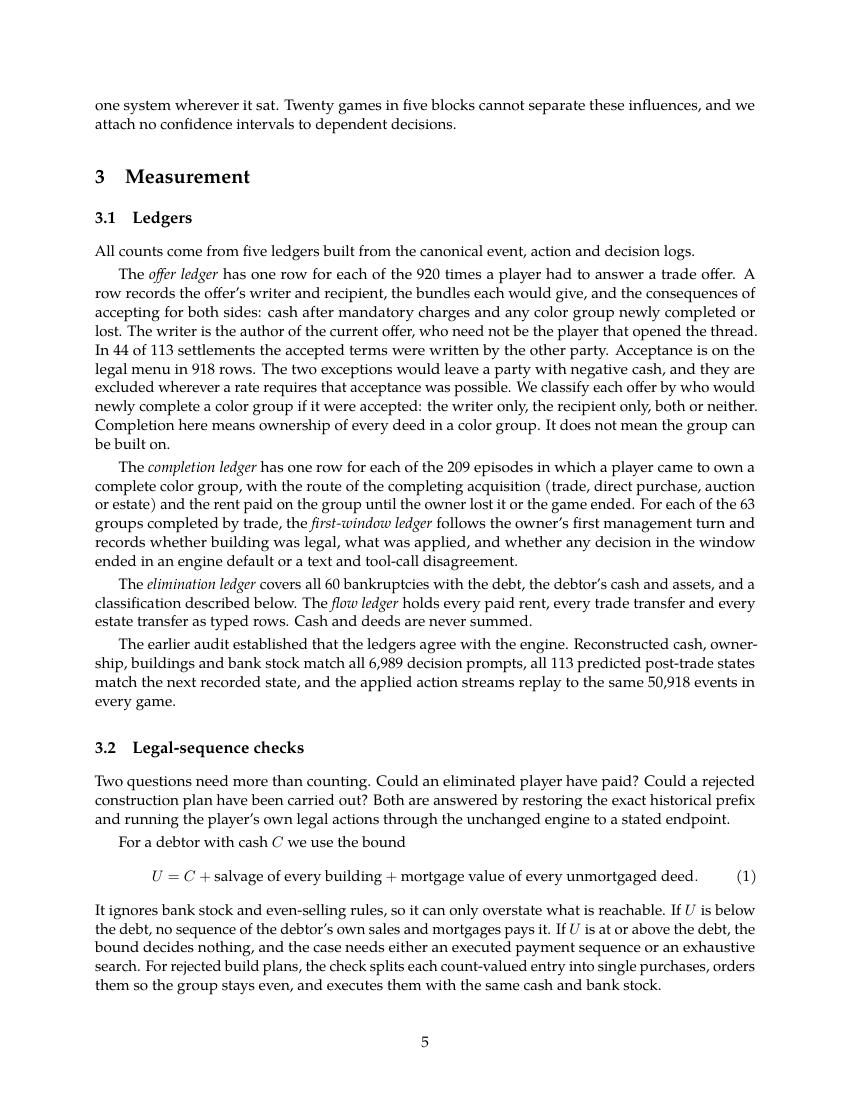 one system wherever it sat. Twenty games in five blocks cannot separate these influences, and we
attach no confidence intervals to dependent decisions.
3 Measurement
3.1 Ledgers
All counts come from five ledgers built from the canonical event, action and decision logs.
The offer ledger has one row for each of the 920 times a player had to answer a trade offer. A
row records the offer's writer and recipient, the bundles each would give, and the consequences of
accepting for both sides: cash after mandatory charges and any color group newly completed or
lost. The writer is the author of the current offer, who need not be the player that opened the thread.
In 44 of 113 settlements the accepted terms were written by the other party. Acceptance is on the
legal menu in 918 rows. The two exceptions would leave a party with negative cash, and they are
excluded wherever a rate requires that acceptance was possible. We classify each offer by who would
newly complete a color group if it were accepted: the writer only, the recipient only, both or neither.
Completion here means ownership of every deed in a color group. It does not mean the group can
be built on.
The completion ledger has one row for each of the 209 episodes in which a player came to own a
complete color group, with the route of the completing acquisition (trade, direct purchase, auction
or estate) and the rent paid on the group until the owner lost it or the game ended. For each of the 63
groups completed by trade, the first-window ledger follows the owner's first management turn and
records whether building was legal, what was applied, and whether any decision in the window
ended in an engine default or a text and tool-call disagreement.
The elimination ledger covers all 60 bankruptcies with the debt, the debtor's cash and assets, and a
classification described below. The flow ledger holds every paid rent, every trade transfer and every
estate transfer as typed rows. Cash and deeds are never summed.
The earlier audit established that the ledgers agree with the engine. Reconstructed cash, owner-
ship, buildings and bank stock match all 6,989 decision prompts, all 113 predicted post-trade states
match the next recorded state, and the applied action streams replay to the same 50,918 events in
every game.
3.2 Legal-sequence checks
Two questions need more than counting. Could an eliminated player have paid? Could a rejected
construction plan have been carried out? Both are answered by restoring the exact historical prefix
and running the player's own legal actions through the unchanged engine to a stated endpoint.
For a debtor with cash C we use the bound
U = C + salvage of every building + mortgage value of every unmortgaged deed. (1)
It ignores bank stock and even-selling rules, so it can only overstate what is reachable. If U is below
the debt, no sequence of the debtor's own sales and mortgages pays it. If U is at or above the debt, the
bound decides nothing, and the case needs either an executed payment sequence or an exhaustive
search. For rejected build plans, the check splits each count-valued entry into single purchases, orders
them so the group stays even, and executes them with the same cash and bank stock.
5